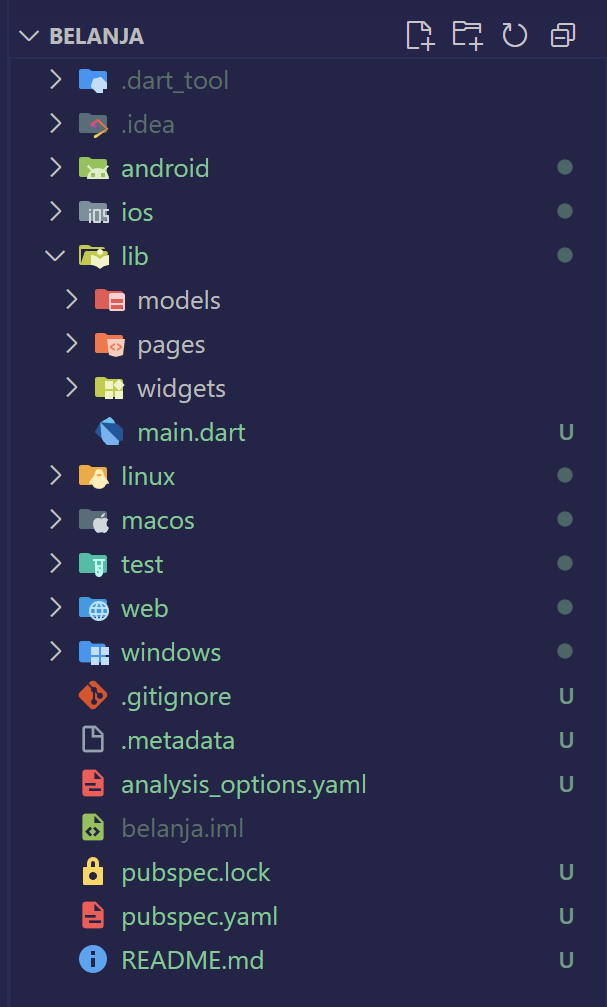 BELANJA
.dart_tool
.idea
android
iOS ios
lib
models
pages
widgets
main.dart U
linux
macos
test
web
windows
.gitignore U
.metadata U
analysis_options.yaml U
belanja.iml
pubspec.lock U
pubspec.yaml U
README.md U